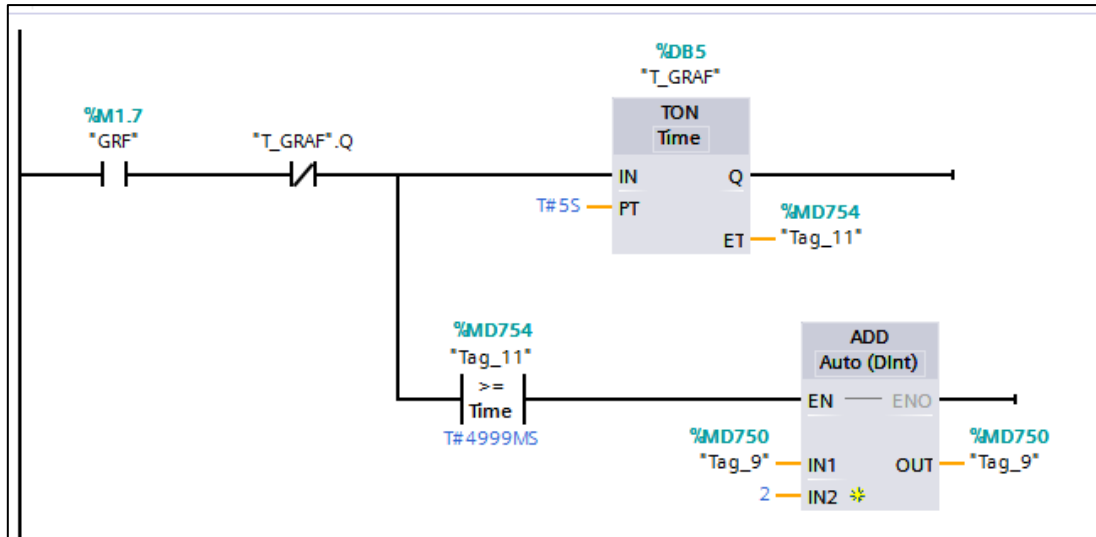 %DB5
"T_GRAF"
TON
Time
%M1.7
"GRF"
"T_GRAF".Q
IN
Q
T#5S
PT
%MD754
ET
"Tag_11"
%MD754
"Tag_11"
>=
Time
T#4999MS
ADD
Auto (DInt)
EN
ENO
%MD750
"Tag_9"
IN1
OUT
%MD750
"Tag_9"
2
IN2